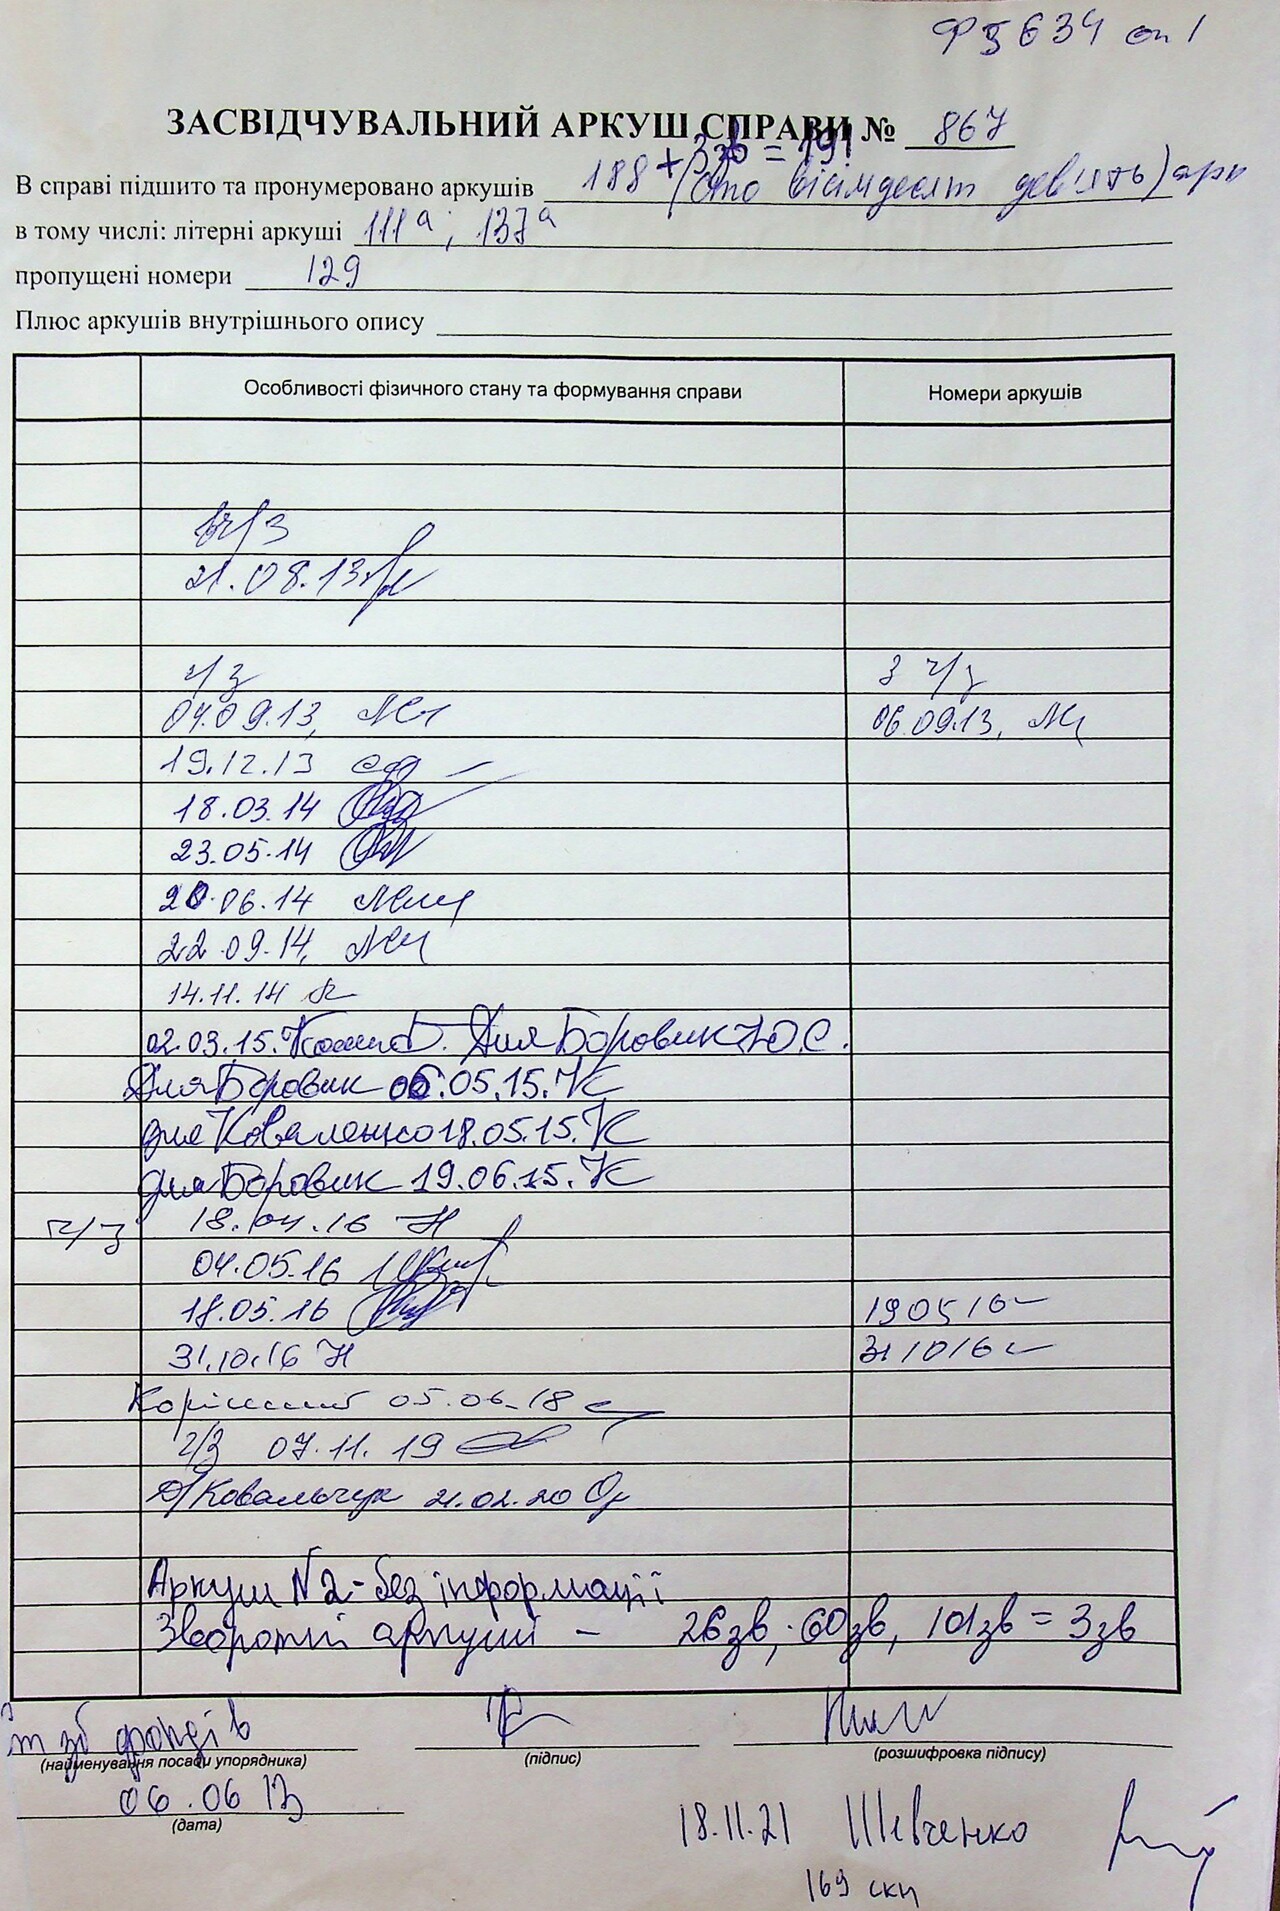 634 оп 1
ЗАСВІДЧУВАЛЬНИЙ АРКУШ СПРАВИ № 867
+ 3зв = 191
В справі підшито та пронумеровано аркушів 188 (сто вісімдесят дев'ять) арк
в тому числі: літерні аркуші 111а; 137а
пропущені номери 129
Плюс аркушів внутрішнього опису
Особливості фізичного стану та формування справи Номери аркушів
21.08.13
ч/з з ч/з
04.09.13, 06.09.13,
19.12.13
18.03.14
23.05.14
20.06.14
22.09.14,
14.11.14
02.03.15. Для Боровик Ю.С.
Для Боровик 06.05.15. К
для Коваленко 18.05.15. К
для Боровик 19.06.15. К
ч/з 18.04.16 Н
04.05.16
18.05.16 19 05 16
31.10.16 Н 31 10 16
05.06.18
ч/з 07.11.19
Д/Ковальчук 21.02.20
Аркуш №2 - без інформації
Зворотні аркуші - 26зв, 60зв, 101зв = 3зв
фондів
(найменування посади упорядника) (підпис) (розшифровка підпису)
06.06 13
(дата)
18.11.21 Шевченко
169 скп